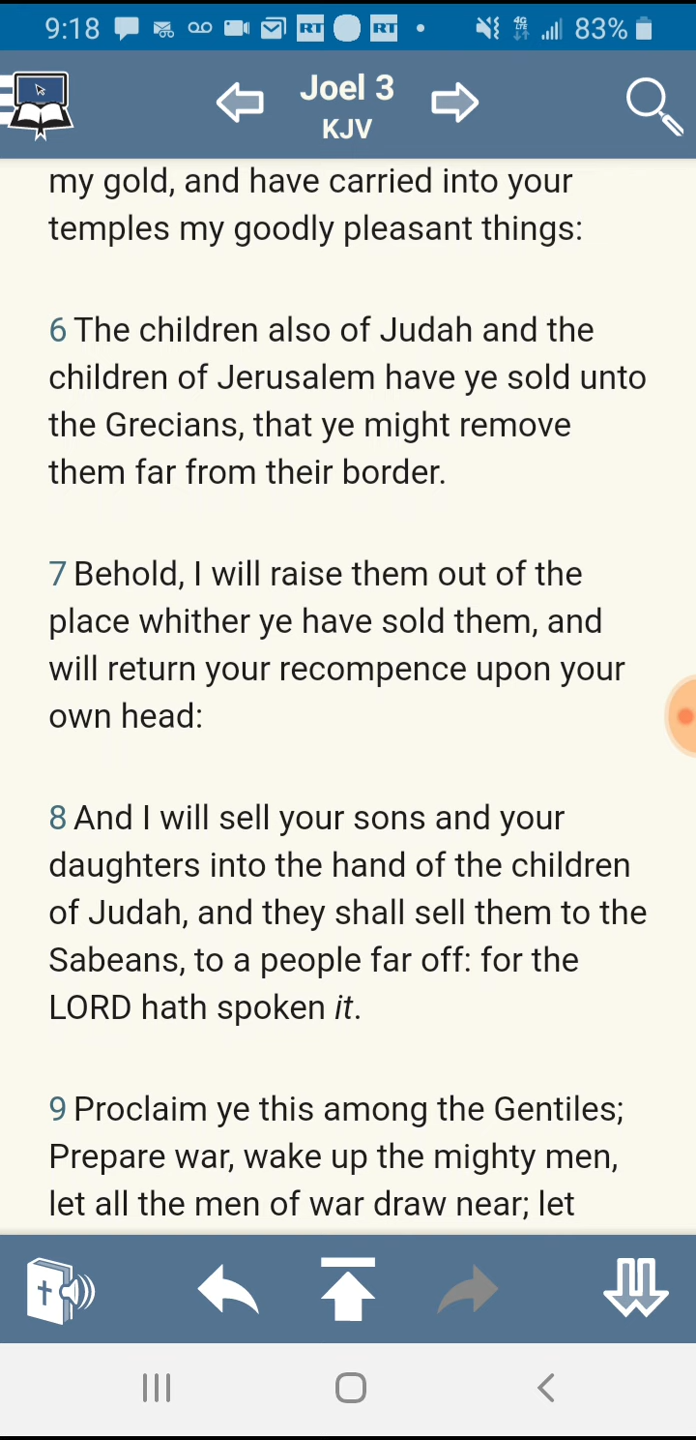 9:18 RT RT 4G LTE 83%
Joel 3
KJV
my gold, and have carried into your
temples my goodly pleasant things:
6 The children also of Judah and the
children of Jerusalem have ye sold unto
the Grecians, that ye might remove
them far from their border.
7 Behold, I will raise them out of the
place whither ye have sold them, and
will return your recompence upon your
own head:
8 And I will sell your sons and your
daughters into the hand of the children
of Judah, and they shall sell them to the
Sabeans, to a people far off: for the
LORD hath spoken it.
9 Proclaim ye this among the Gentiles;
Prepare war, wake up the mighty men,
let all the men of war draw near; let